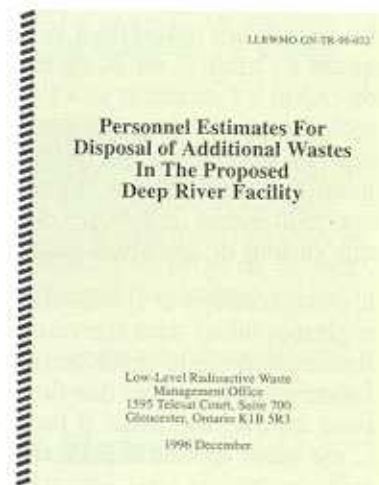 LLRWMO-GN-TR-96-022
Personnel Estimates For
Disposal of Additional Wastes
In The Proposed
Deep River Facility
Low-Level Radioactive Waste
Management Office
1595 Telesat Court, Suite 700
Gloucester, Ontario K1B 5R3
1996 December